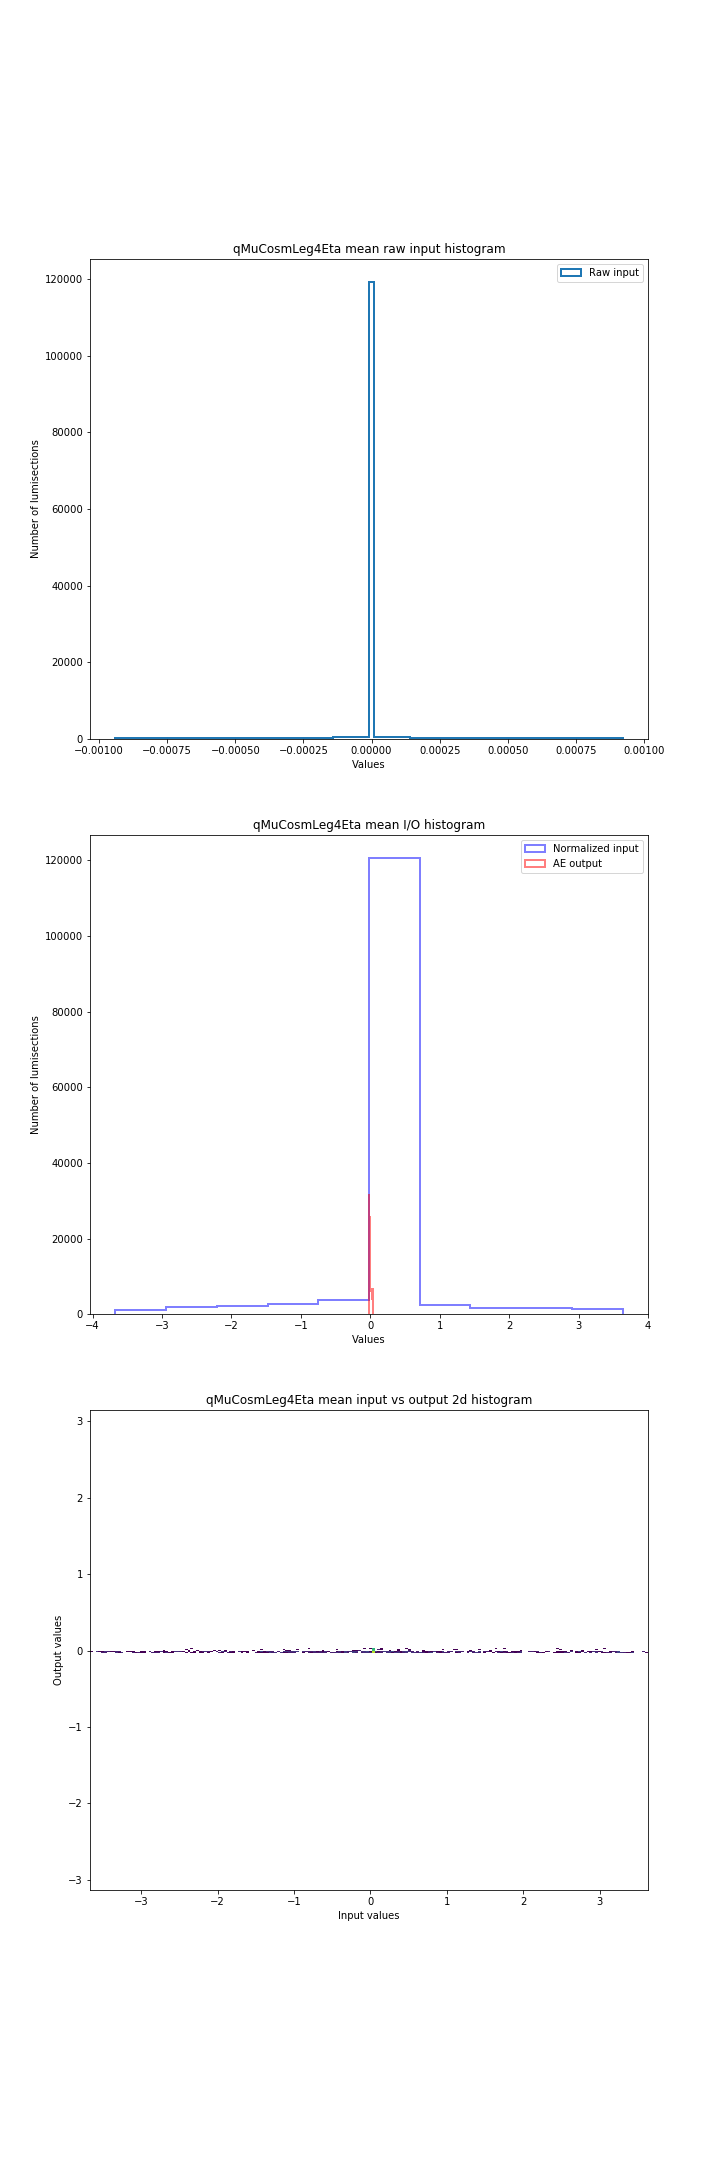 qMuCosmLeg4Eta mean raw input histogram
Raw input
120000
100000
80000
60000
40000
20000
0
Number of lumisections
−0.00100 −0.00075 −0.00050 −0.00025 0.00000 0.00025 0.00050 0.00075 0.00100
Values
qMuCosmLeg4Eta mean I/O histogram
Normalized input
AE output
120000
100000
80000
60000
40000
20000
0
Number of lumisections
−4 −3 −2 −1 0 1 2 3 4
Values
qMuCosmLeg4Eta mean input vs output 2d histogram
3
2
1
0
−1
−2
−3
Output values
−3 −2 −1 0 1 2 3
Input values